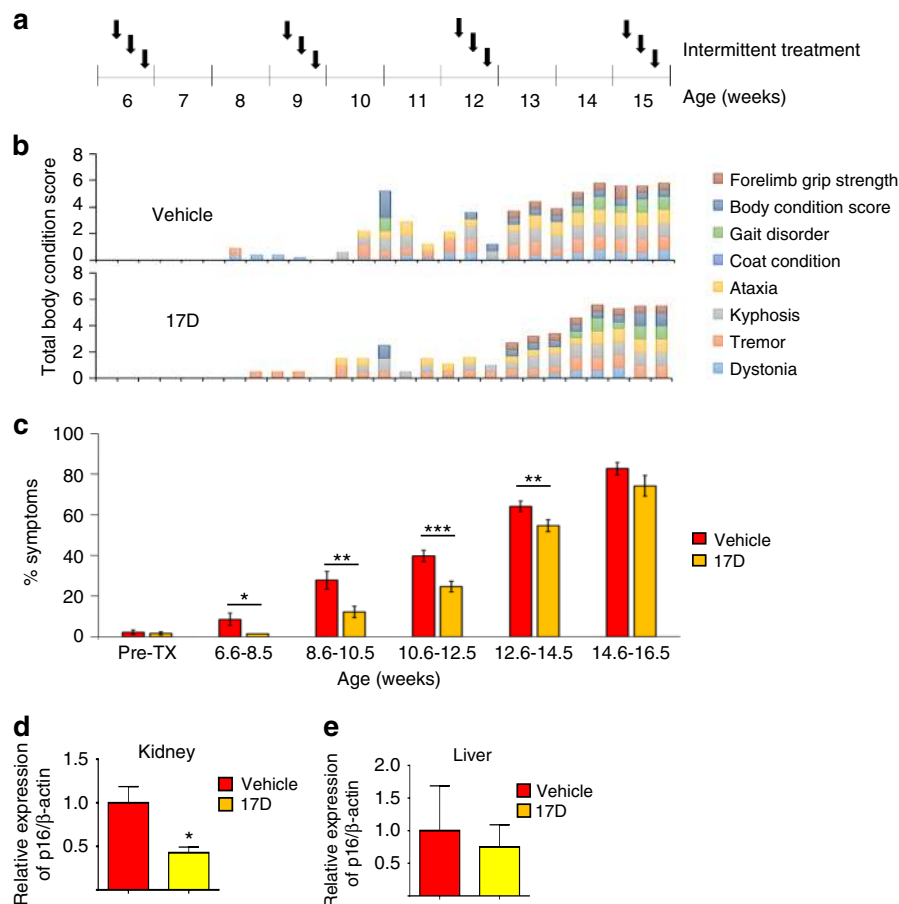 a
Intermittent treatment
6 7 8 9 10 11 12 13 14 15
Age (weeks)
b
Total body condition score
8
6
4
2
0
Vehicle
8
6
4
2
0
17D
Forelimb grip strength
Body condition score
Gait disorder
Coat condition
Ataxia
Kyphosis
Tremor
Dystonia
c
% symptoms
100
80
60
40
20
0
*
**
***
**
Pre-TX 6.6-8.5 8.6-10.5 10.6-12.5 12.6-14.5 14.6-16.5
Age (weeks)
Vehicle
17D
d
Kidney
Relative expression
of p16/β-actin
1.5
1.0
0.5
*
Vehicle
17D
e
Liver
Relative expression
of p16/β-actin
2.0
1.5
1.0
0.5
Vehicle
17D